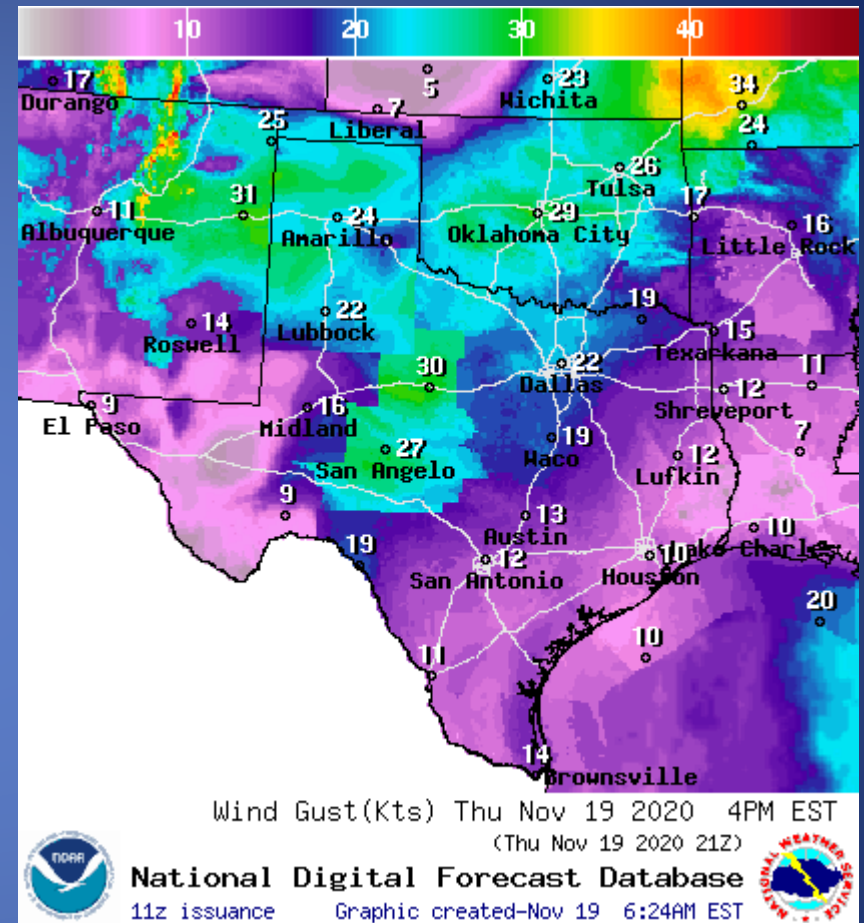 10 20 30 40
17 5 23 34
Durango Wichita
7
Liberal
25 24
26
Tulsa
11 31 24 29 17 16
Albuquerque Amarillo Oklahoma City Little Rock
14 22 19
Roswell Lubbock 15
Texarkana
30 22 11
Dallas 12
9 16 Shreveport
El Paso Midland
27 19 12 7
San Angelo Waco Lufkin
9 13 10
Austin
19 12 10 Lake Charl
San Antonio Houston
20
11 10
14
Brownsville
Wind Gust(Kts) Thu Nov 19 2020 4PM EST
(Thu Nov 19 2020 21Z)
NOAA
National Digital Forecast Database
11z issuance Graphic created-Nov 19 6:24AM EST
NATIONAL WEATHER SERVICE